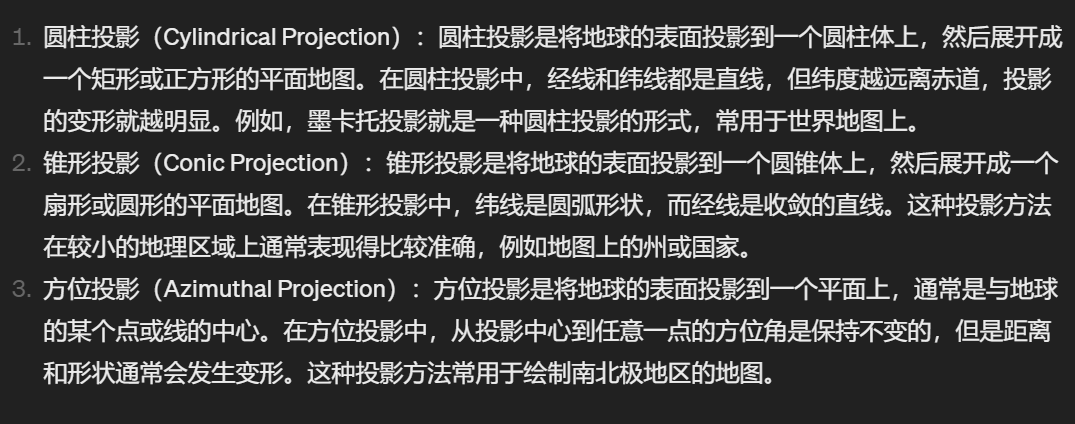 1. 圆柱投影（Cylindrical Projection）：圆柱投影是将地球的表面投影到一个圆柱体上，然后展开成
一个矩形或正方形的平面地图。在圆柱投影中，经线和纬线都是直线，但纬度越远离赤道，投影
的变形就越明显。例如，墨卡托投影就是一种圆柱投影的形式，常用于世界地图上。
2. 锥形投影（Conic Projection）：锥形投影是将地球的表面投影到一个圆锥体上，然后展开成一个
扇形或圆形的平面地图。在锥形投影中，纬线是圆弧形状，而经线是收敛的直线。这种投影方法
在较小的地理区域上通常表现得比较准确，例如地图上的州或国家。
3. 方位投影（Azimuthal Projection）：方位投影是将地球的表面投影到一个平面上，通常是与地球
的某个点或线的中心。在方位投影中，从投影中心到任意一点的方位角是保持不变的，但是距离
和形状通常会发生变形。这种投影方法常用于绘制南北极地区的地图。